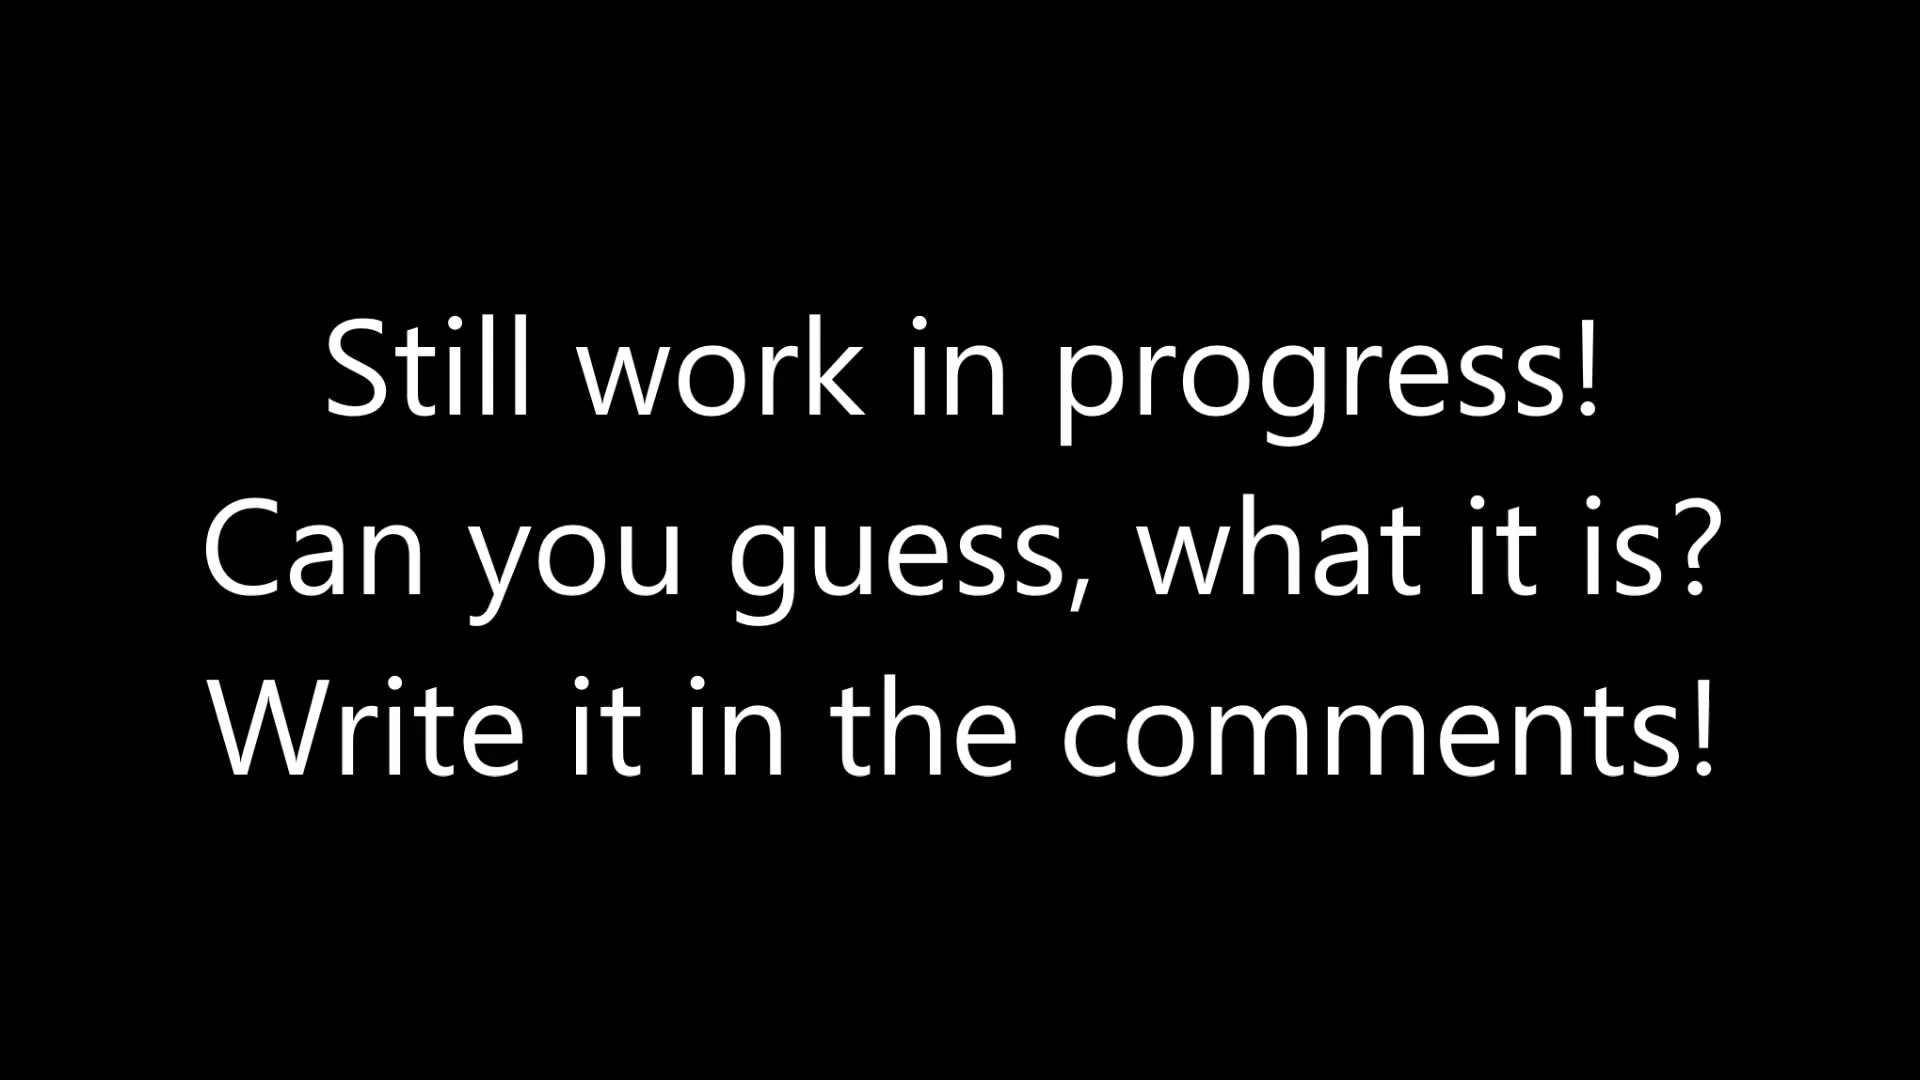 Still work in progress!
Can you guess, what it is?
Write it in the comments!